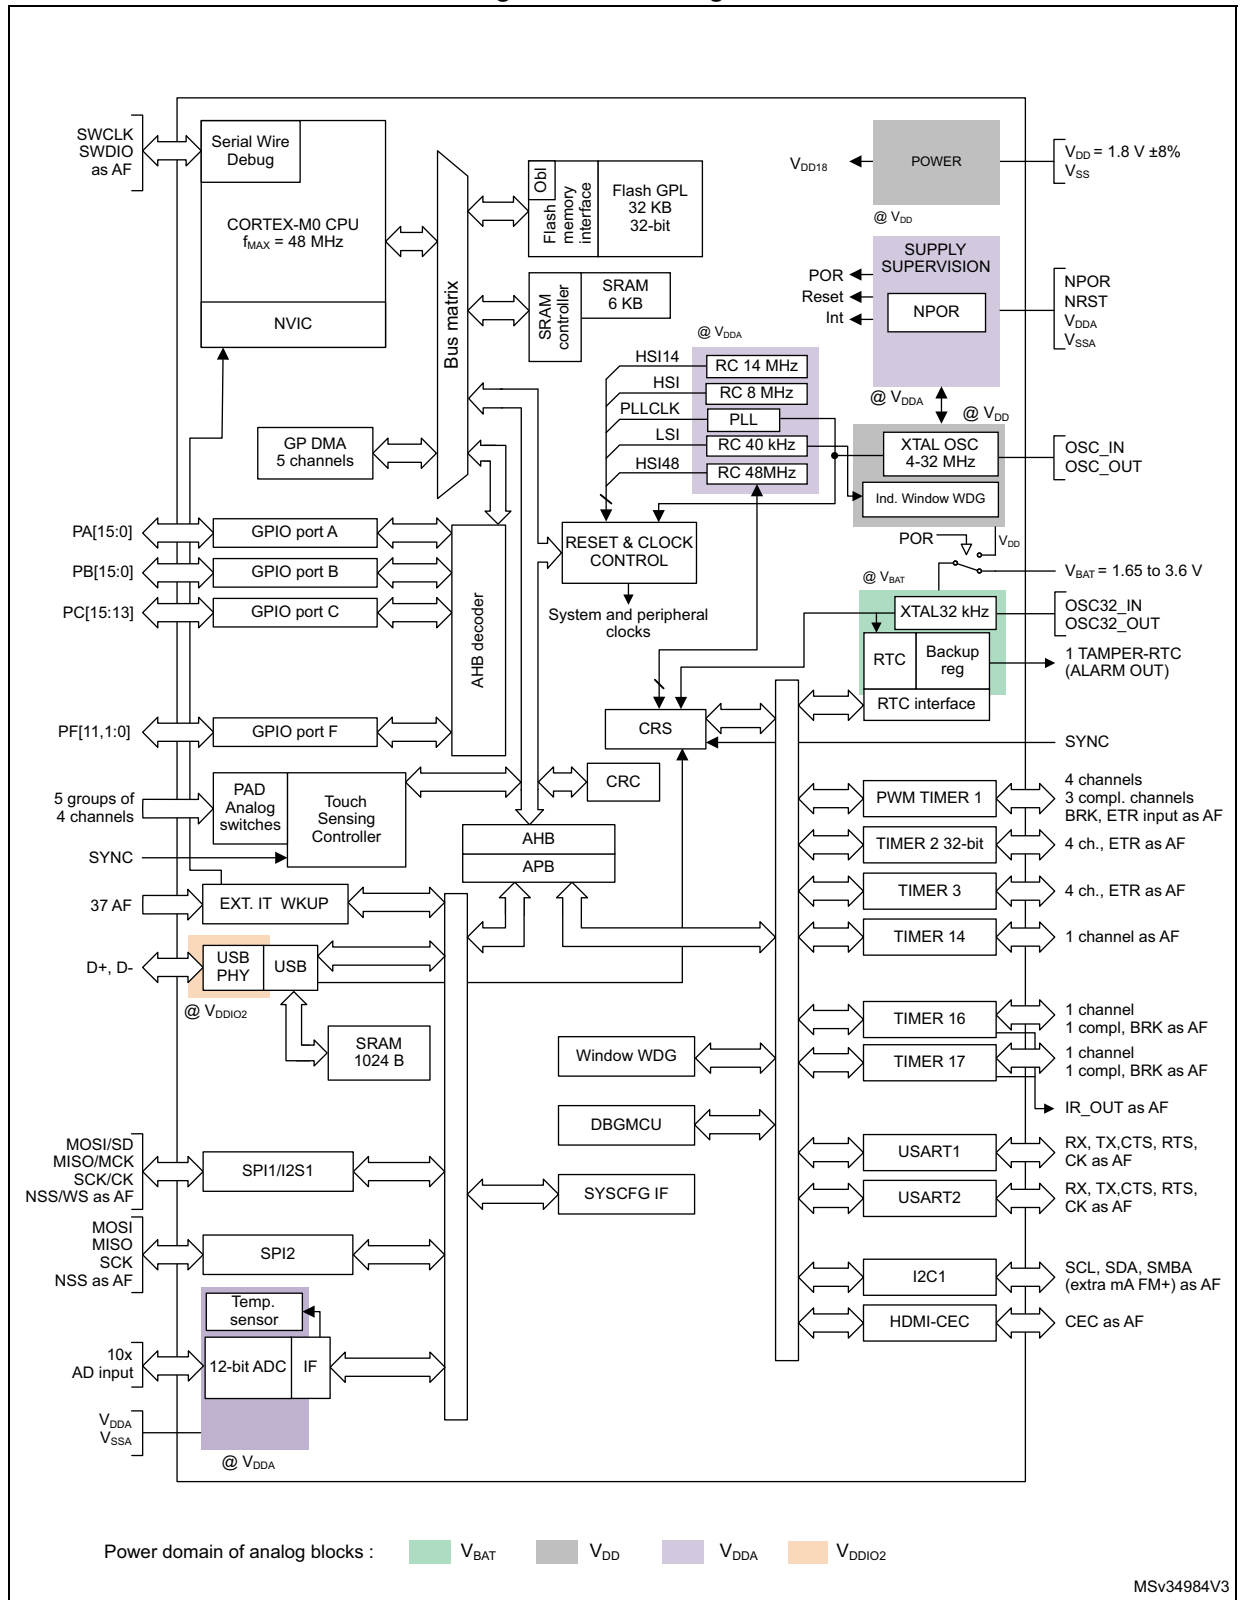 SWCLK
SWDIO
as AF
Serial Wire
Debug
CORTEX-M0 CPU
fMAX = 48 MHz
NVIC
Bus matrix
Obl
Flash
memory
interface
Flash GPL
32 KB
32-bit
SRAM
controller
SRAM
6 KB
VDD18
POWER
VDD = 1.8 V ±8%
VSS
@ VDD
SUPPLY
SUPERVISION
POR
Reset
Int
NPOR
NPOR
NRST
VDDA
VSSA
@ VDDA
@ VDD
@ VDDA
HSI14
RC 14 MHz
HSI
RC 8 MHz
PLLCLK
PLL
LSI
RC 40 kHz
HSI48
RC 48MHz
XTAL OSC
4-32 MHz
OSC_IN
OSC_OUT
Ind. Window WDG
GP DMA
5 channels
RESET & CLOCK
CONTROL
System and peripheral
clocks
POR
VDD
VBAT = 1.65 to 3.6 V
@ VBAT
XTAL32 kHz
OSC32_IN
OSC32_OUT
RTC
Backup
reg
1 TAMPER-RTC
(ALARM OUT)
RTC interface
PA[15:0]
GPIO port A
PB[15:0]
GPIO port B
PC[15:13]
GPIO port C
PF[11,1:0]
GPIO port F
AHB decoder
CRS
SYNC
CRC
5 groups of
4 channels
PAD
Analog
switches
Touch
Sensing
Controller
SYNC
AHB
APB
37 AF
EXT. IT WKUP
D+, D-
USB
PHY
USB
@ VDDIO2
SRAM
1024 B
PWM TIMER 1
4 channels
3 compl. channels
BRK, ETR input as AF
TIMER 2 32-bit
4 ch., ETR as AF
TIMER 3
4 ch., ETR as AF
TIMER 14
1 channel as AF
TIMER 16
1 channel
1 compl, BRK as AF
TIMER 17
1 channel
1 compl, BRK as AF
IR_OUT as AF
Window WDG
DBGMCU
SYSCFG IF
USART1
RX, TX,CTS, RTS,
CK as AF
USART2
RX, TX,CTS, RTS,
CK as AF
I2C1
SCL, SDA, SMBA
(extra mA FM+) as AF
HDMI-CEC
CEC as AF
MOSI/SD
MISO/MCK
SCK/CK
NSS/WS as AF
SPI1/I2S1
MOSI
MISO
SCK
NSS as AF
SPI2
Temp.
sensor
10x
AD input
12-bit ADC
IF
VDDA
VSSA
@ VDDA
Power domain of analog blocks :
VBAT
VDD
VDDA
VDDIO2
MSv34984V3